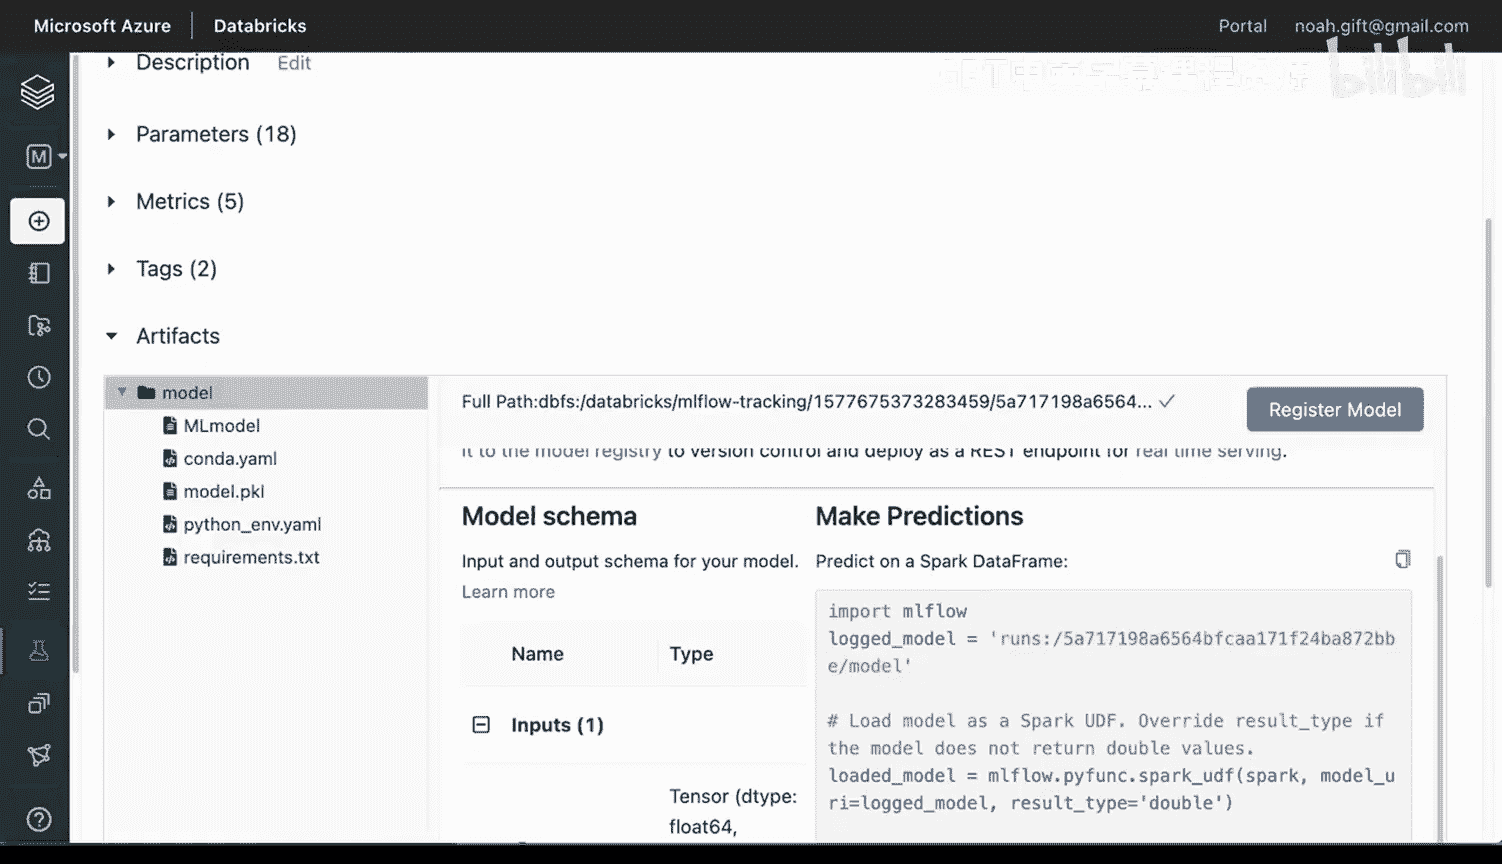 Microsoft Azure Databricks Portal noah.gift@gmail.com
bilibili
Description Edit
Parameters (18)
Metrics (5)
Tags (2)
Artifacts
model
MLmodel
conda.yaml
model.pkl
python_env.yaml
requirements.txt
Full Path:dbfs:/databricks/mlflow-tracking/1577675373283459/5a717198a6564...
Register Model
it to the model registry to version control and deploy as a REST endpoint for real time serving.
Model schema
Input and output schema for your model.
Learn more
Name Type
Inputs (1)
Tensor (dtype:
float64,
Make Predictions
Predict on a Spark DataFrame:
import mlflow
logged_model = 'runs:/5a717198a6564bfcaa171f24ba872bb
e/model'
# Load model as a Spark UDF. Override result_type if
the model does not return double values.
loaded_model = mlflow.pyfunc.spark_udf(spark, model_u
ri=logged_model, result_type='double')